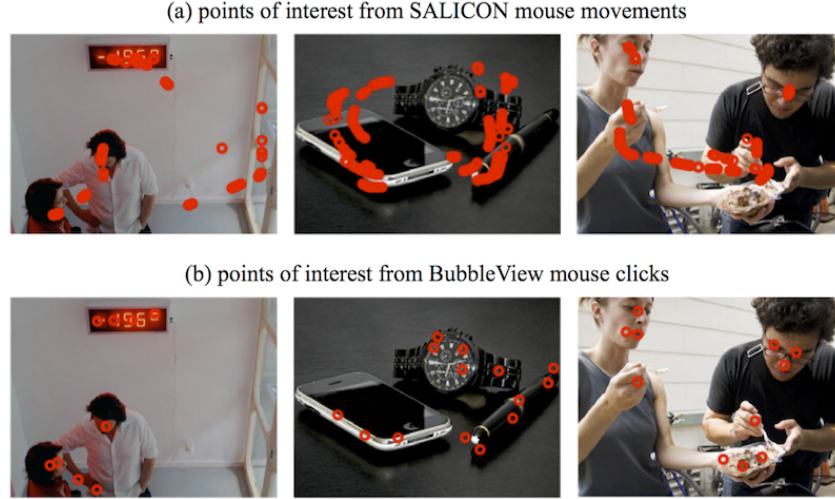 (a) points of interest from SALICON mouse movements
(b) points of interest from BubbleView mouse clicks